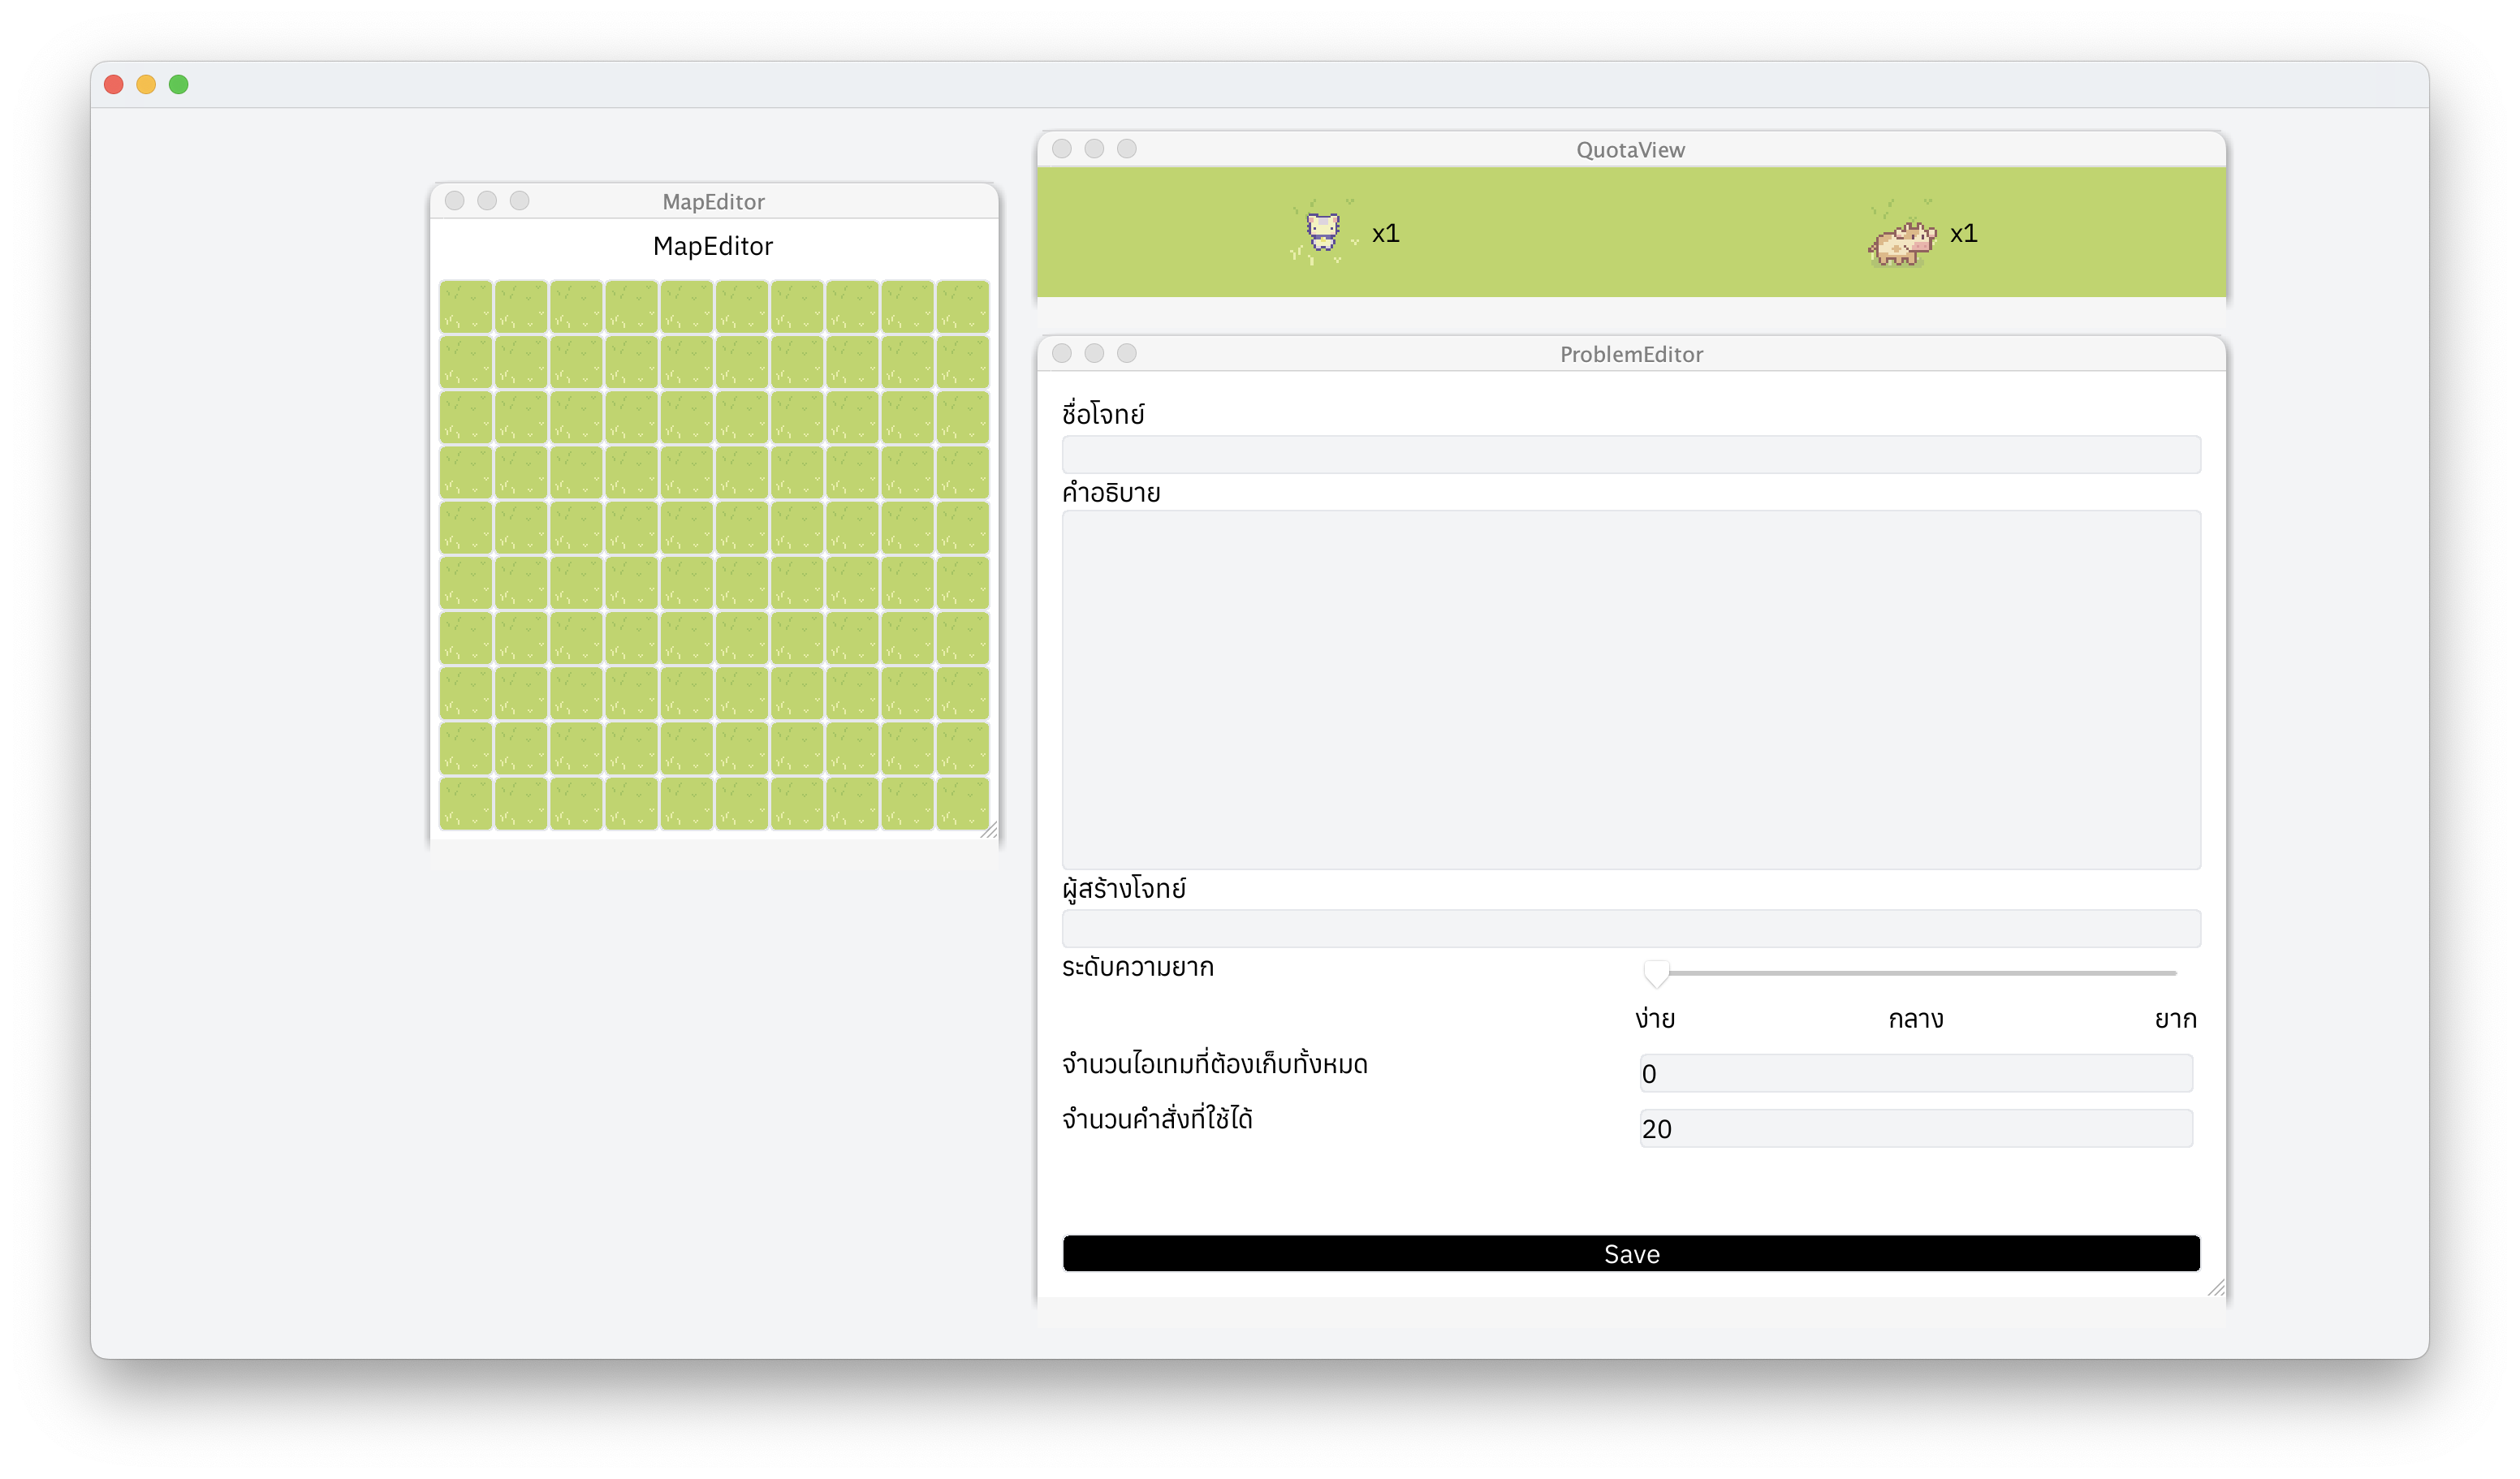 MapEditor
MapEditor
QuotaView
x1
x1
ProblemEditor
ชื่อโจทย์
คำอธิบาย
ผู้สร้างโจทย์
ระดับความยาก
ง่าย กลาง ยาก
จำนวนไอเทมที่ต้องเก็บทั้งหมด
0
จำนวนคำสั่งที่ใช้ได้
20
Save